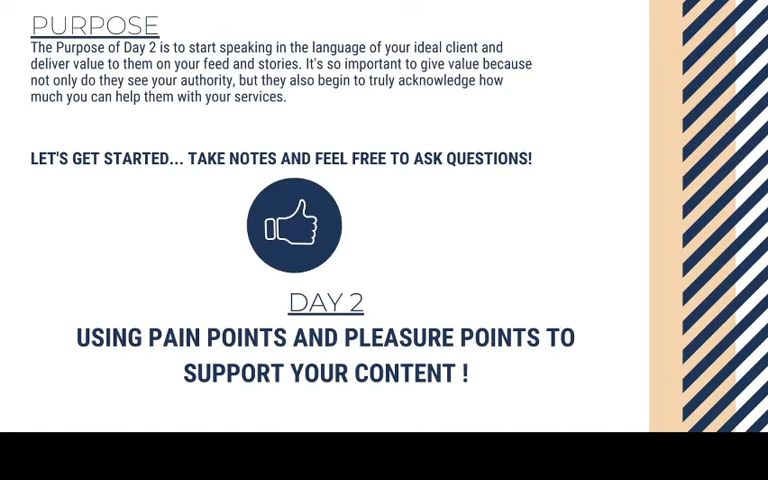 PURPOSE
The Purpose of Day 2 is to start speaking in the language of your ideal client and
deliver value to them on your feed and stories. It's so important to give value because
not only do they see your authority, but they also begin to truly acknowledge how
much you can help them with your services.
LET'S GET STARTED... TAKE NOTES AND FEEL FREE TO ASK QUESTIONS!
DAY 2
USING PAIN POINTS AND PLEASURE POINTS TO
SUPPORT YOUR CONTENT !